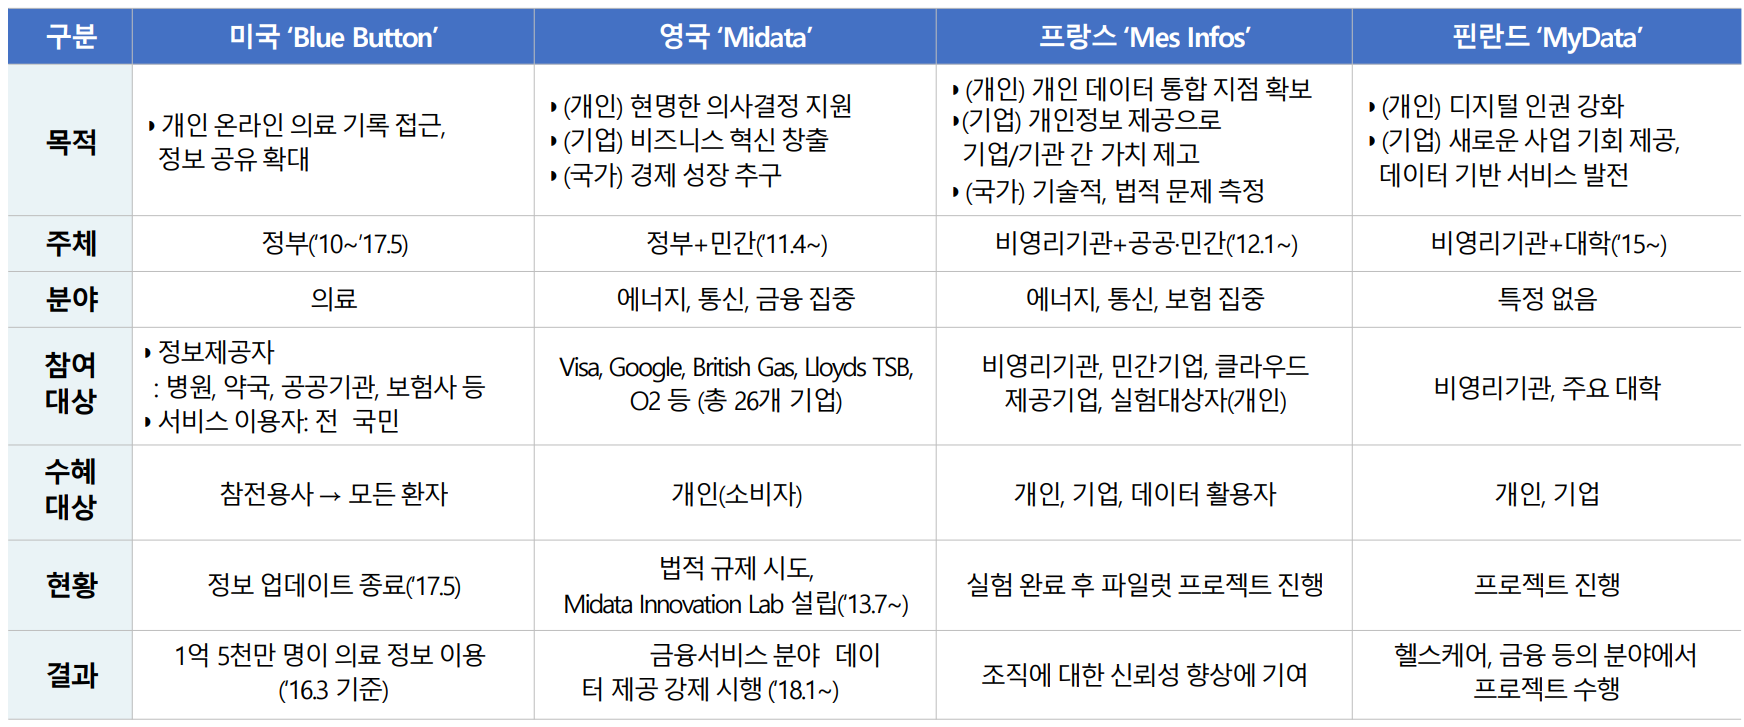 구분
미국 ‘Blue Button’
영국 ‘Midata’
프랑스 ‘Mes Infos’
핀란드 ‘MyData’
목적
◗ 개인 온라인 의료 기록 접근,
정보 공유 확대
◗ (개인) 현명한 의사결정 지원
◗ (기업) 비즈니스 혁신 창출
◗ (국가) 경제 성장 추구
◗ (개인) 개인 데이터 통합 지점 확보
◗(기업) 개인정보 제공으로
기업/기관 간 가치 제고
◗ (국가) 기술적, 법적 문제 측정
◗ (개인) 디지털 인권 강화
◗ (기업) 새로운 사업 기회 제공,
데이터 기반 서비스 발전
주체
정부(‘10~’17.5)
정부+민간(‘11.4~)
비영리기관+공공·민간(‘12.1~)
비영리기관+대학(‘15~)
분야
의료
에너지, 통신, 금융 집중
에너지, 통신, 보험 집중
특정 없음
참여
대상
◗ 정보제공자
: 병원, 약국, 공공기관, 보험사 등
◗ 서비스 이용자: 전 국민
Visa, Google, British Gas, Lloyds TSB,
O2 등 (총 26개 기업)
비영리기관, 민간기업, 클라우드
제공기업, 실험대상자(개인)
비영리기관, 주요 대학
수혜
대상
참전용사 → 모든 환자
개인(소비자)
개인, 기업, 데이터 활용자
개인, 기업
현황
정보 업데이트 종료(‘17.5)
법적 규제 시도,
Midata Innovation Lab 설립(‘13.7~)
실험 완료 후 파일럿 프로젝트 진행
프로젝트 진행
결과
1억 5천만 명이 의료 정보 이용
(‘16.3 기준)
금융서비스 분야 데이
터 제공 강제 시행 (‘18.1~)
조직에 대한 신뢰성 향상에 기여
헬스케어, 금융 등의 분야에서
프로젝트 수행